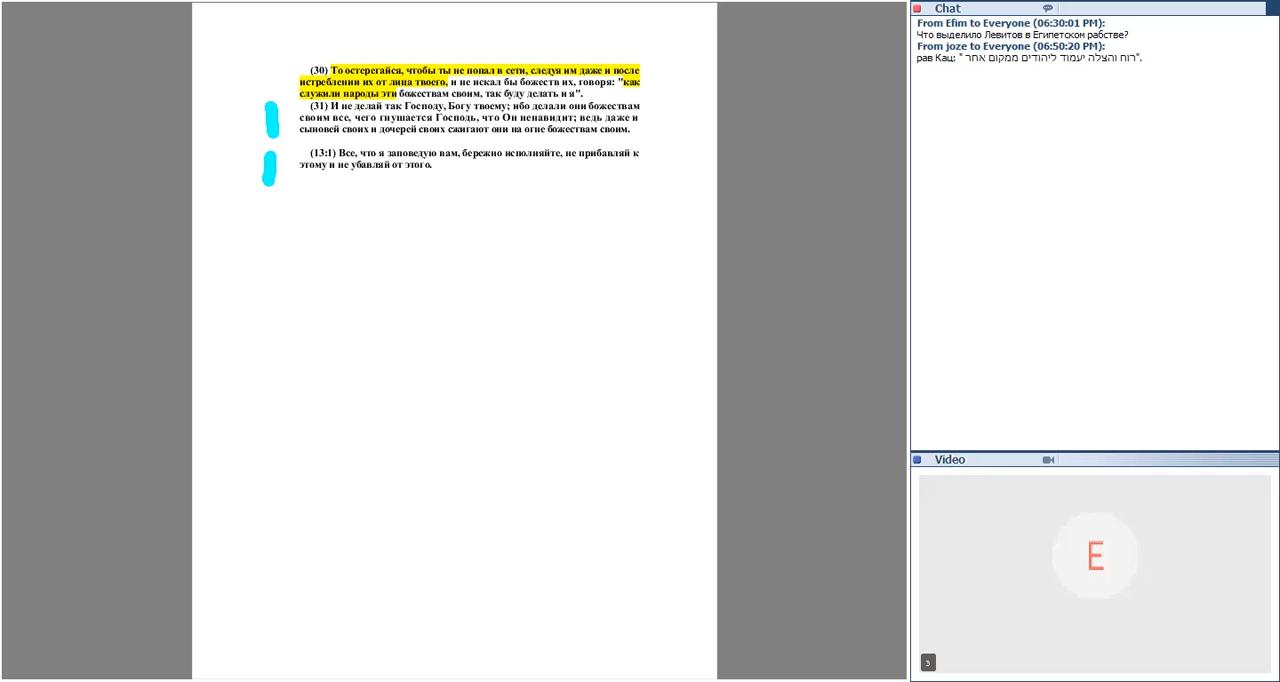 (30) То остерегайся, чтобы ты не попал в сети, следуя им даже и после
истреблении их от лица твоего, и не искал бы божеств их, говоря: "как
служили народы эти божествам своим, так буду делать и я".
(31) И не делай так Господу, Богу твоему; ибо делали они божествам
своим все, чего гнушается Господь, что Он ненавидит; ведь даже и
сыновей своих и дочерей своих сжигают они на огне божествам своим.
(13:1) Все, что я заповедую вам, бережно исполняйте, не прибавляй к
этому и не убавляй от этого.
Chat
From Efim to Everyone (06:30:01 PM):
Что выделило Левитов в Египетском рабстве?
From joze to Everyone (06:50:20 PM):
рав Кац: " רוח והצלה יעמוד ליהודים ממקום אחר".
Video
E
3